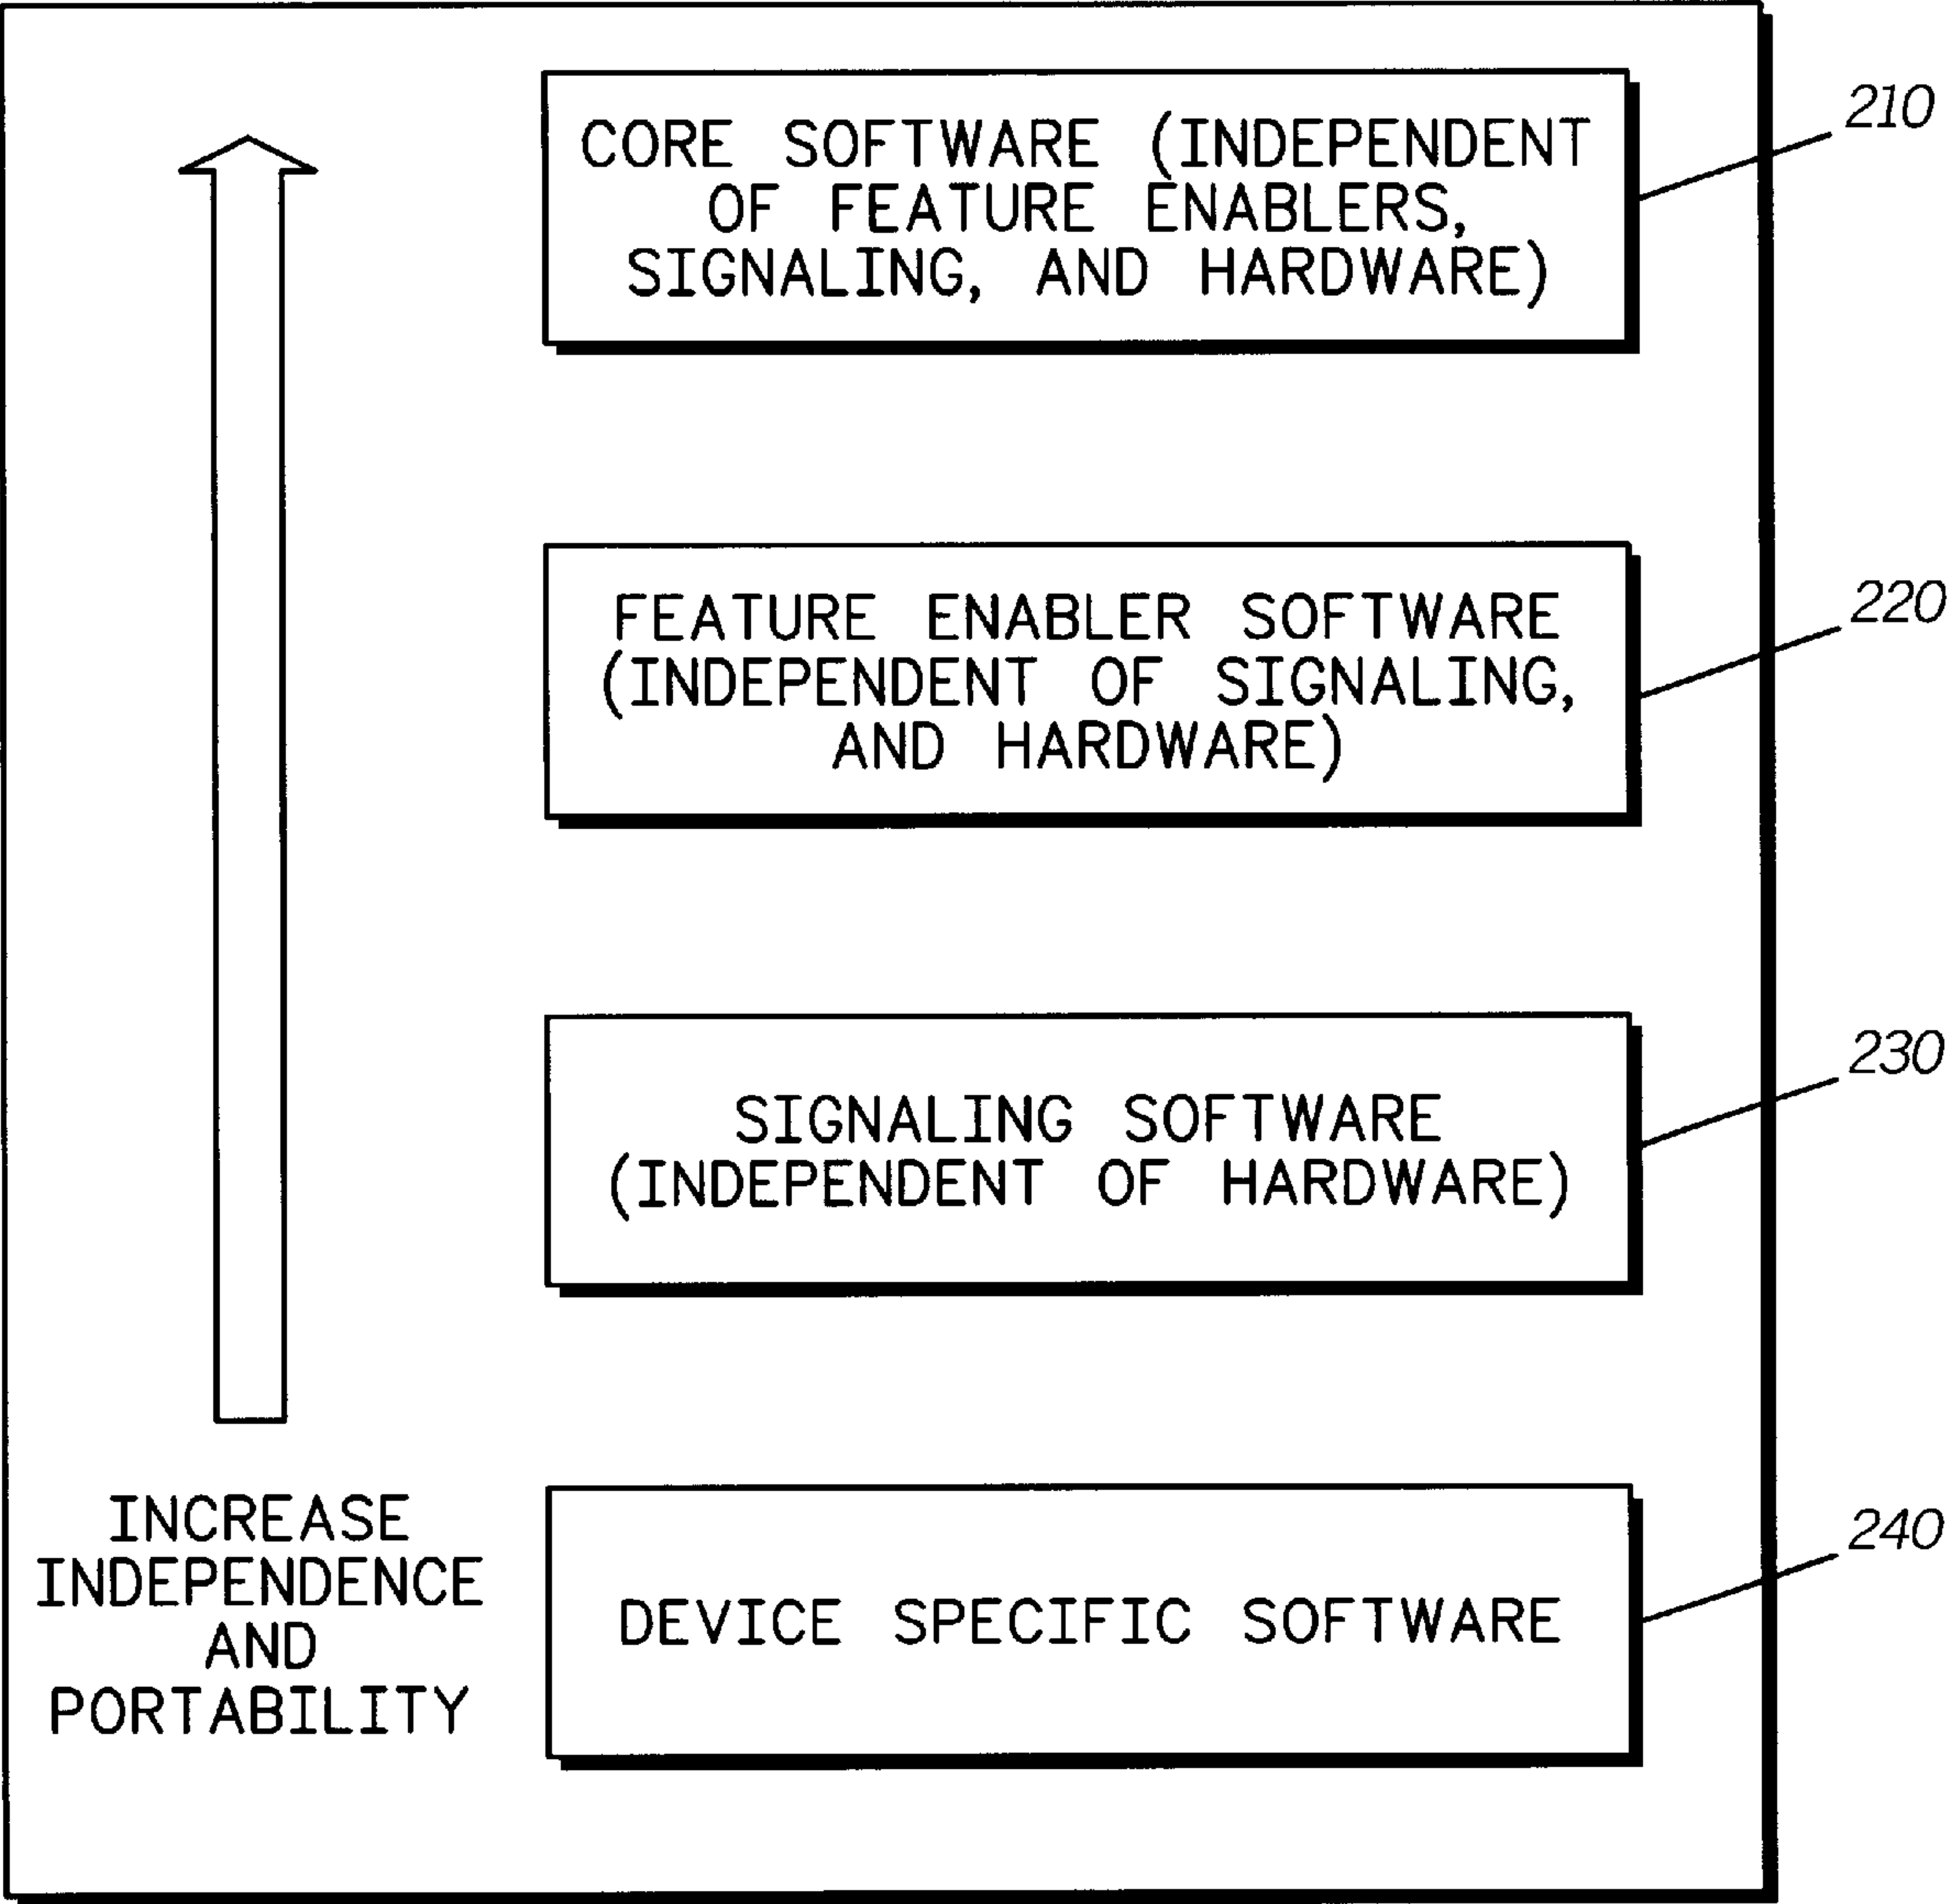 210
CORE SOFTWARE (INDEPENDENT
OF FEATURE ENABLERS,
SIGNALING, AND HARDWARE)
220
FEATURE ENABLER SOFTWARE
(INDEPENDENT OF SIGNALING,
AND HARDWARE)
230
SIGNALING SOFTWARE
(INDEPENDENT OF HARDWARE)
240
DEVICE SPECIFIC SOFTWARE
INCREASE
INDEPENDENCE
AND
PORTABILITY